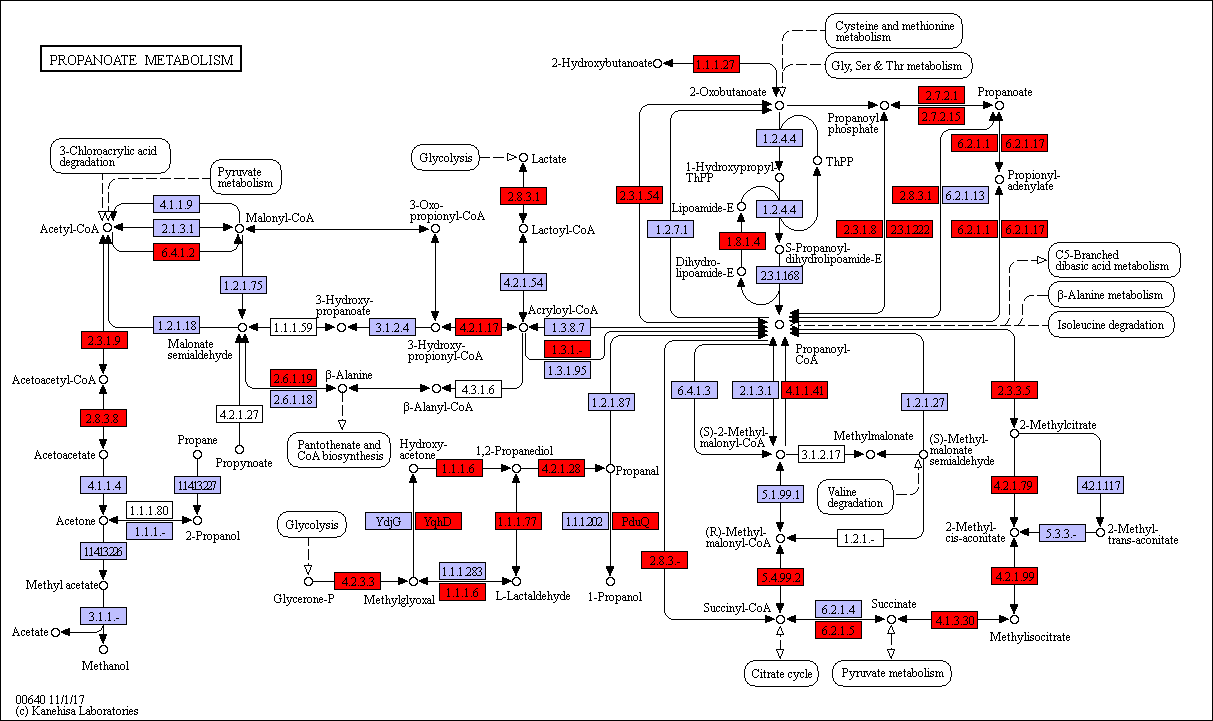 PROPANOATE METABOLISM
Cysteine and methionine
metabolism
Gly, Ser & Thr metabolism
2-Hydroxybutanoate
1.1.1.27
2-Oxobutanoate
Propanoyl
phosphate
2.7.2.1
2.7.2.15
Propanoate
3-Chloroacrylic acid
degradation
Pyruvate
metabolism
Glycolysis
Lactate
1.2.4.4
ThPP
6.2.1.1
6.2.1.17
Propionyl-
adenylate
1-Hydroxypropyl-
ThPP
4.1.1.9
2.1.3.1
6.4.1.2
Acetyl-CoA
Malonyl-CoA
3-Oxo-
propionyl-CoA
2.8.3.1
Lactoyl-CoA
2.3.1.54
1.2.7.1
Lipoamide-E
1.2.4.4
1.8.1.4
S-Propanoyl-
dihydrolipoamide-E
Dihydro-
lipoamide-E
2.3.1.168
2.3.1.8
2.3.1.222
2.8.3.1
6.2.1.13
6.2.1.1
6.2.1.17
C5-Branched
dibasic acid metabolism
β-Alanine metabolism
Isoleucine degradation
1.2.1.75
4.2.1.54
3-Hydroxy-
propanoate
Acryloyl-CoA
1.2.1.18
1.1.1.59
3.1.2.4
4.2.1.17
1.3.8.7
Malonate
semialdehyde
3-Hydroxy-
propionyl-CoA
1.3.1.-
1.3.1.95
Propanoyl-
CoA
2.3.1.9
Acetoacetyl-CoA
2.6.1.19
2.6.1.18
β-Alanine
4.3.1.6
β-Alanyl-CoA
6.4.1.3
2.1.3.1
4.1.1.41
1.2.1.27
2.3.3.5
1.2.1.87
2.8.3.8
4.2.1.27
Propynoate
Pantothenate and
CoA biosynthesis
(S)-2-Methyl-
malonyl-CoA
Methylmalonate
3.1.2.17
(S)-Methyl-
malonate
semialdehyde
2-Methylcitrate
Acetoacetate
Propane
Hydroxy-
acetone
1.1.1.6
1,2-Propanediol
4.2.1.28
Propanal
4.1.1.4
1.14.13.227
5.1.99.1
Valine
degradation
4.2.1.79
4.2.1.117
Acetone
1.1.1.80
1.1.1.-
2-Propanol
Glycolysis
YdjG
YqhD
1.1.1.77
1.1.1.202
PduQ
(R)-Methyl-
malonyl-CoA
1.2.1.-
2-Methyl-
cis-aconitate
5.3.3.-
2-Methyl-
trans-aconitate
1.14.13.226
Methyl acetate
4.2.3.3
Glycerone-P
Methylglyoxal
1.1.1.283
1.1.1.6
L-Lactaldehyde
1-Propanol
2.8.3.-
5.4.99.2
4.2.1.99
3.1.1.-
Acetate
Methanol
Succinyl-CoA
6.2.1.4
6.2.1.5
Succinate
4.1.3.30
Methylisocitrate
Citrate cycle
Pyruvate metabolism
00640 11/1/17
(c) Kanehisa Laboratories